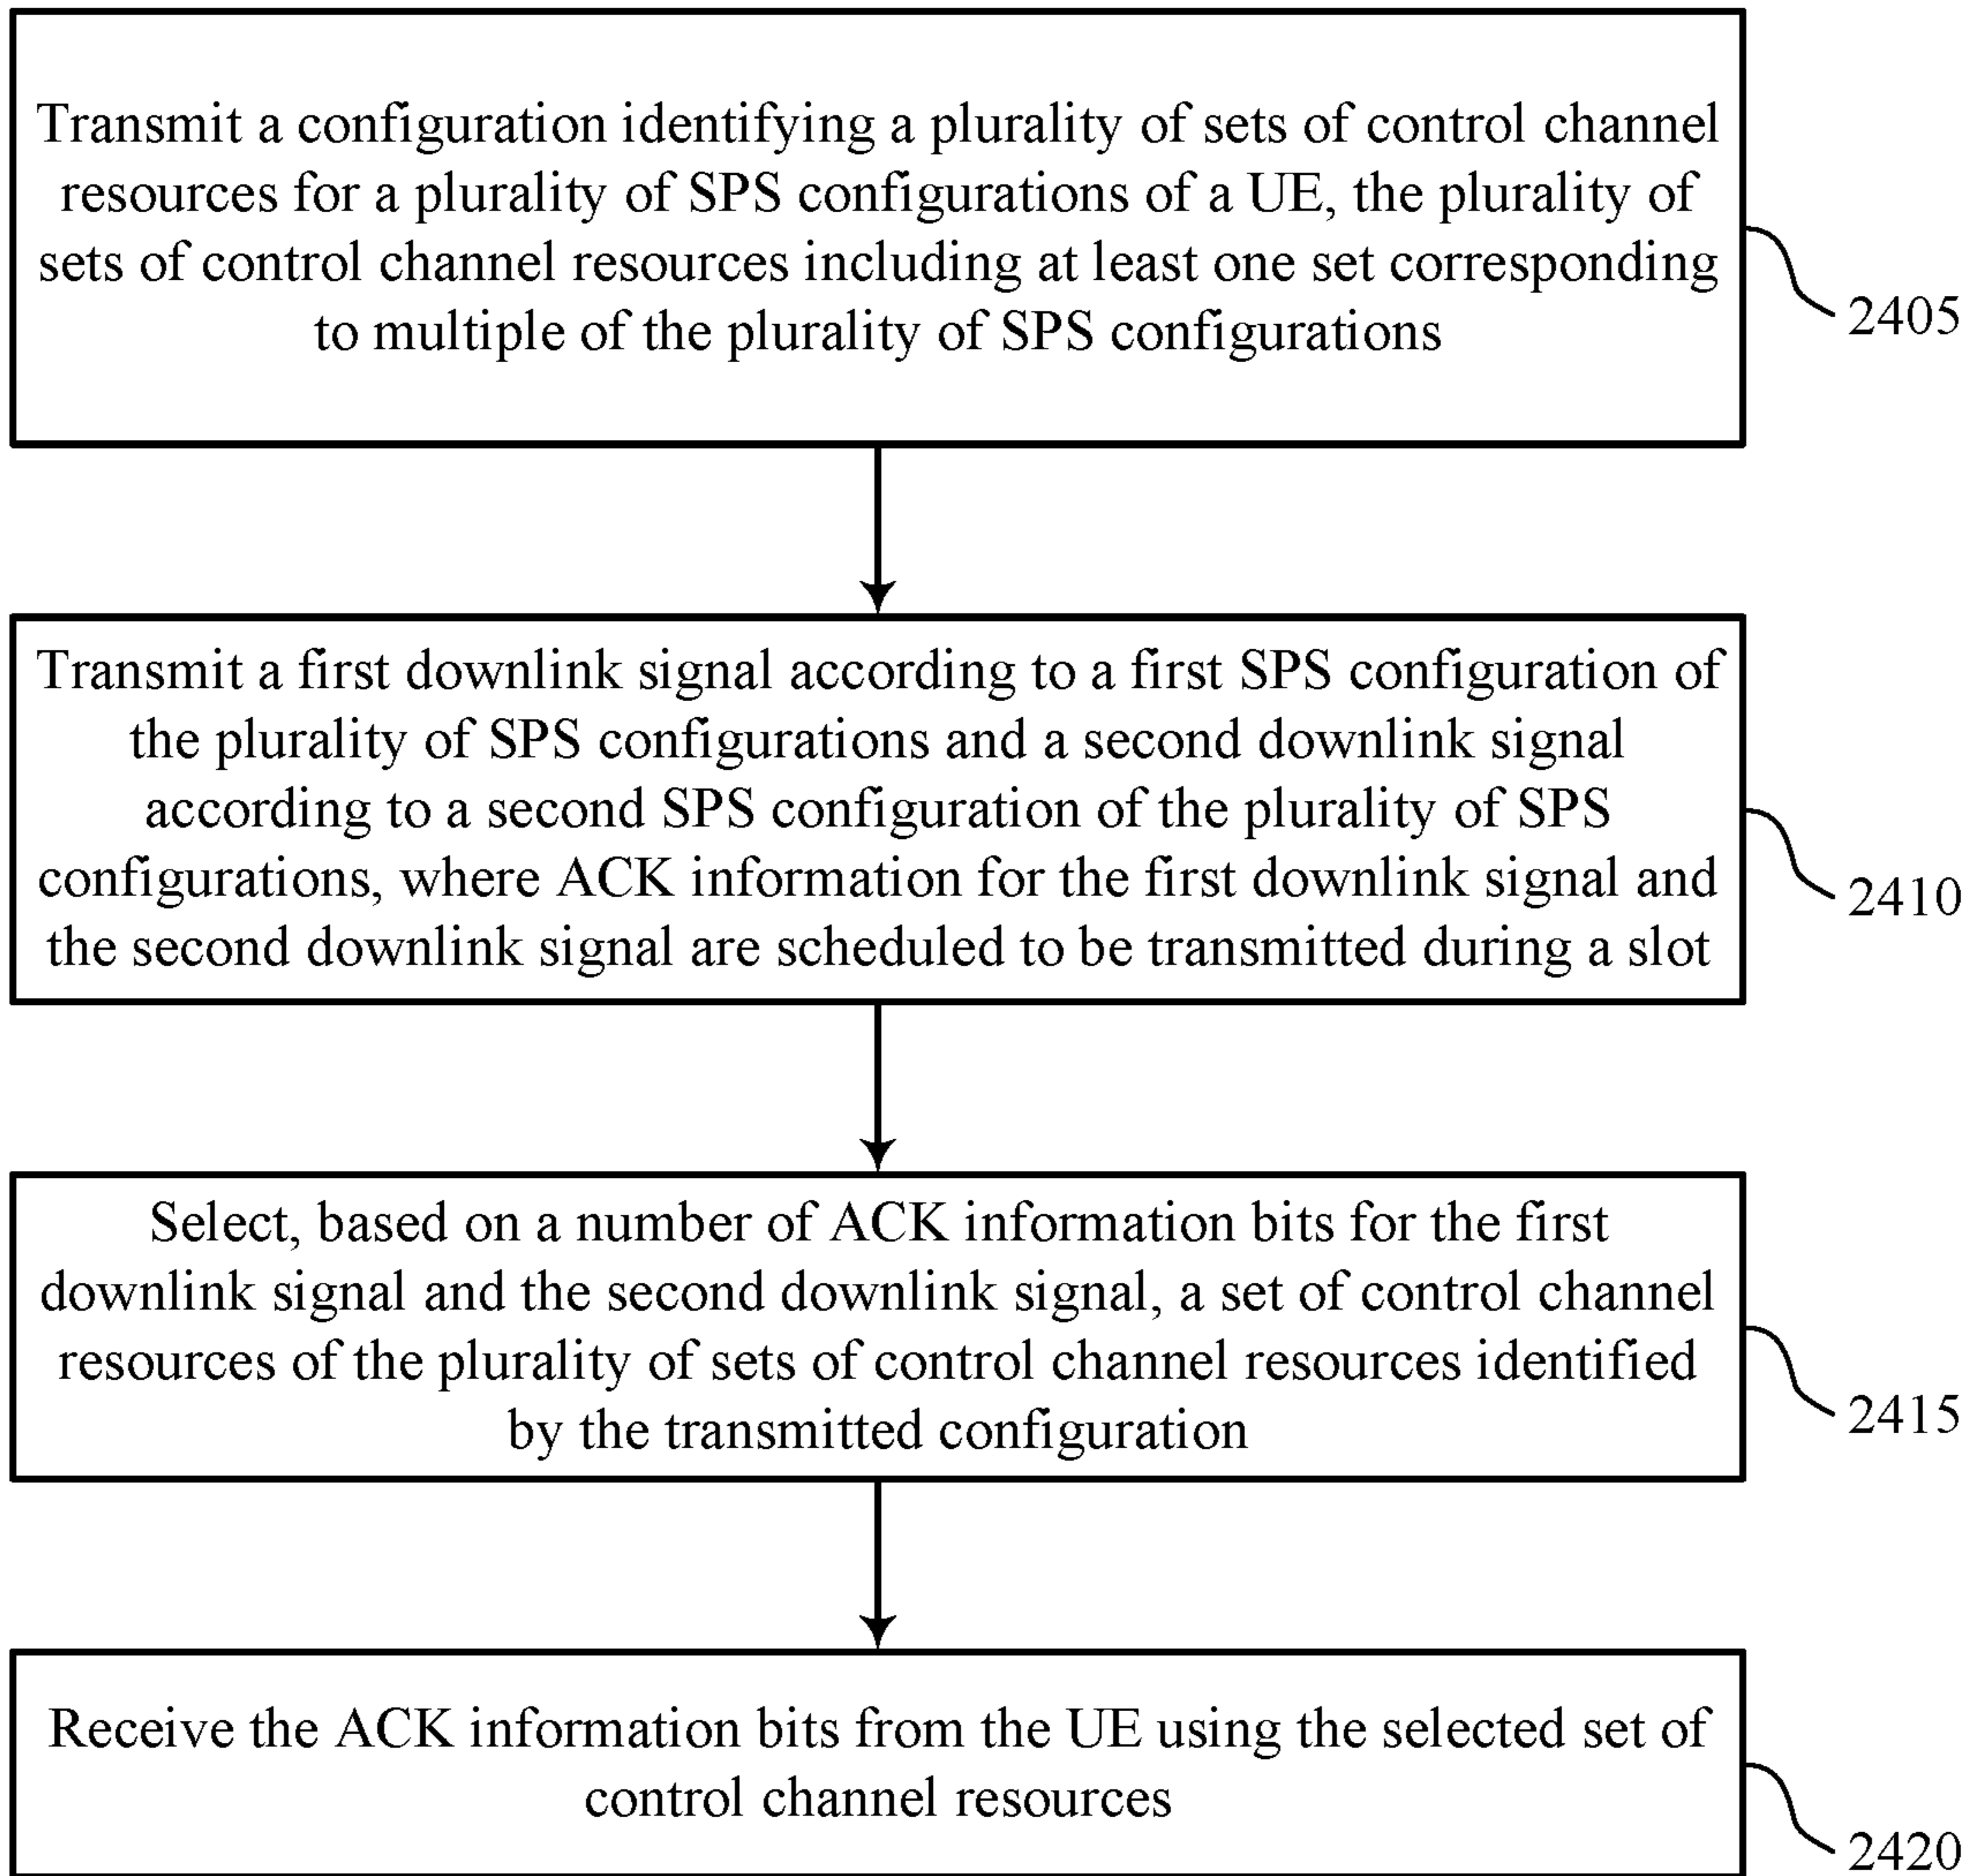 Transmit a configuration identifying a plurality of sets of control channel
resources for a plurality of SPS configurations of a UE, the plurality of
sets of control channel resources including at least one set corresponding
to multiple of the plurality of SPS configurations
2405
Transmit a first downlink signal according to a first SPS configuration of
the plurality of SPS configurations and a second downlink signal
according to a second SPS configuration of the plurality of SPS
configurations, where ACK information for the first downlink signal and
the second downlink signal are scheduled to be transmitted during a slot
2410
Select, based on a number of ACK information bits for the first
downlink signal and the second downlink signal, a set of control channel
resources of the plurality of sets of control channel resources identified
by the transmitted configuration
2415
Receive the ACK information bits from the UE using the selected set of
control channel resources
2420